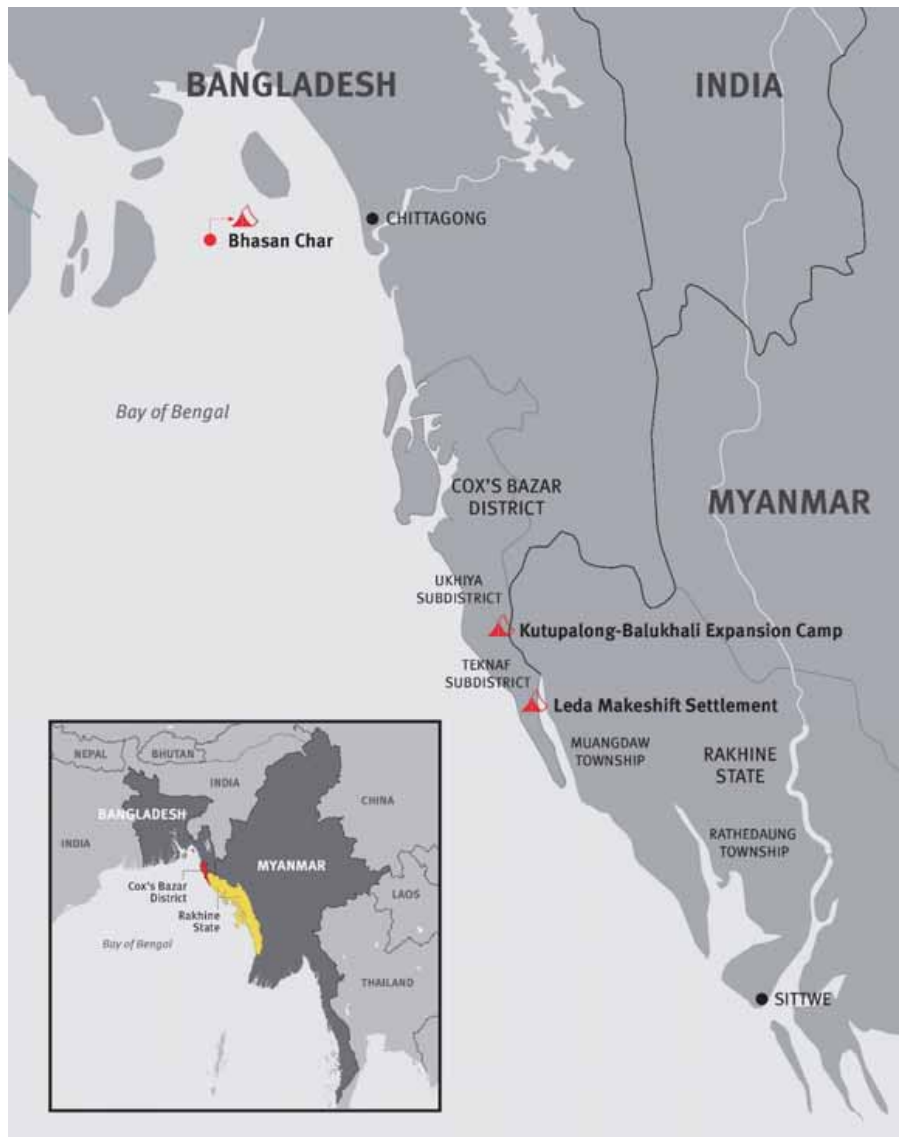 BANGLADESH
INDIA
CHITTAGONG
Bhasan Char
Bay of Bengal
COX'S BAZAR
DISTRICT
MYANMAR
UKHIYA
SUBDISTRICT
Kutupalong-Balukhali Expansion Camp
TEKNAF
SUBDISTRICT
Leda Makeshift Settlement
MUANGDAW
TOWNSHIP
RAKHINE
STATE
RATHEDAUNG
TOWNSHIP
SITTWE
NEPAL
BHUTAN
INDIA
CHINA
BANGLADESH
INDIA
MYANMAR
Cox's Bazar
District
LAOS
Rakhine
State
Bay of Bengal
THAILAND